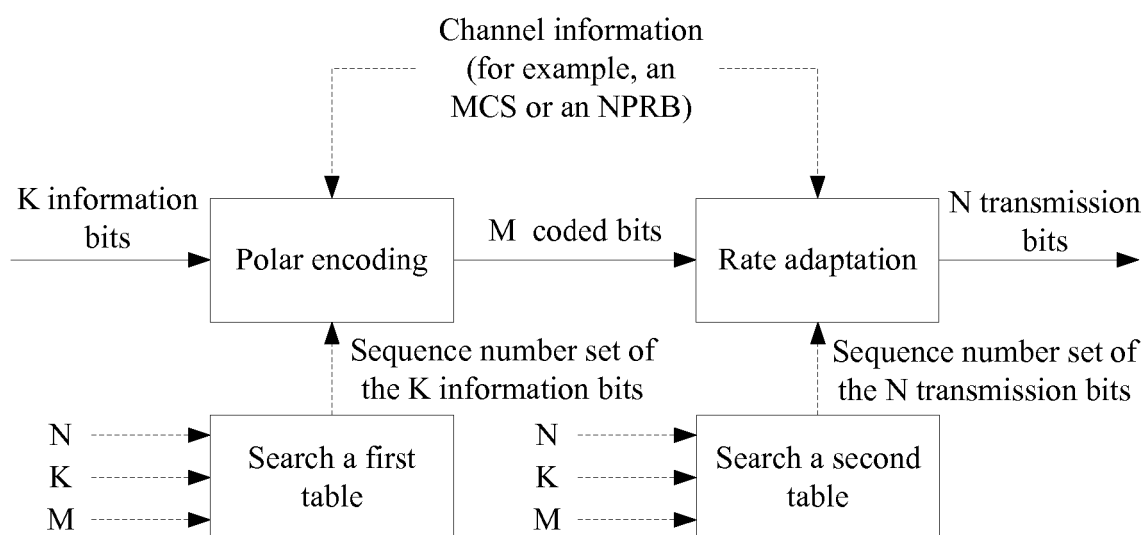 Channel information
(for example, an
MCS or an NPRB)
K information
bits
Polar encoding
M coded bits
Rate adaptation
N transmission
bits
Sequence number set of
the K information bits
Sequence number set of
the N transmission bits
N
K
M
Search a first
table
N
K
M
Search a second
table